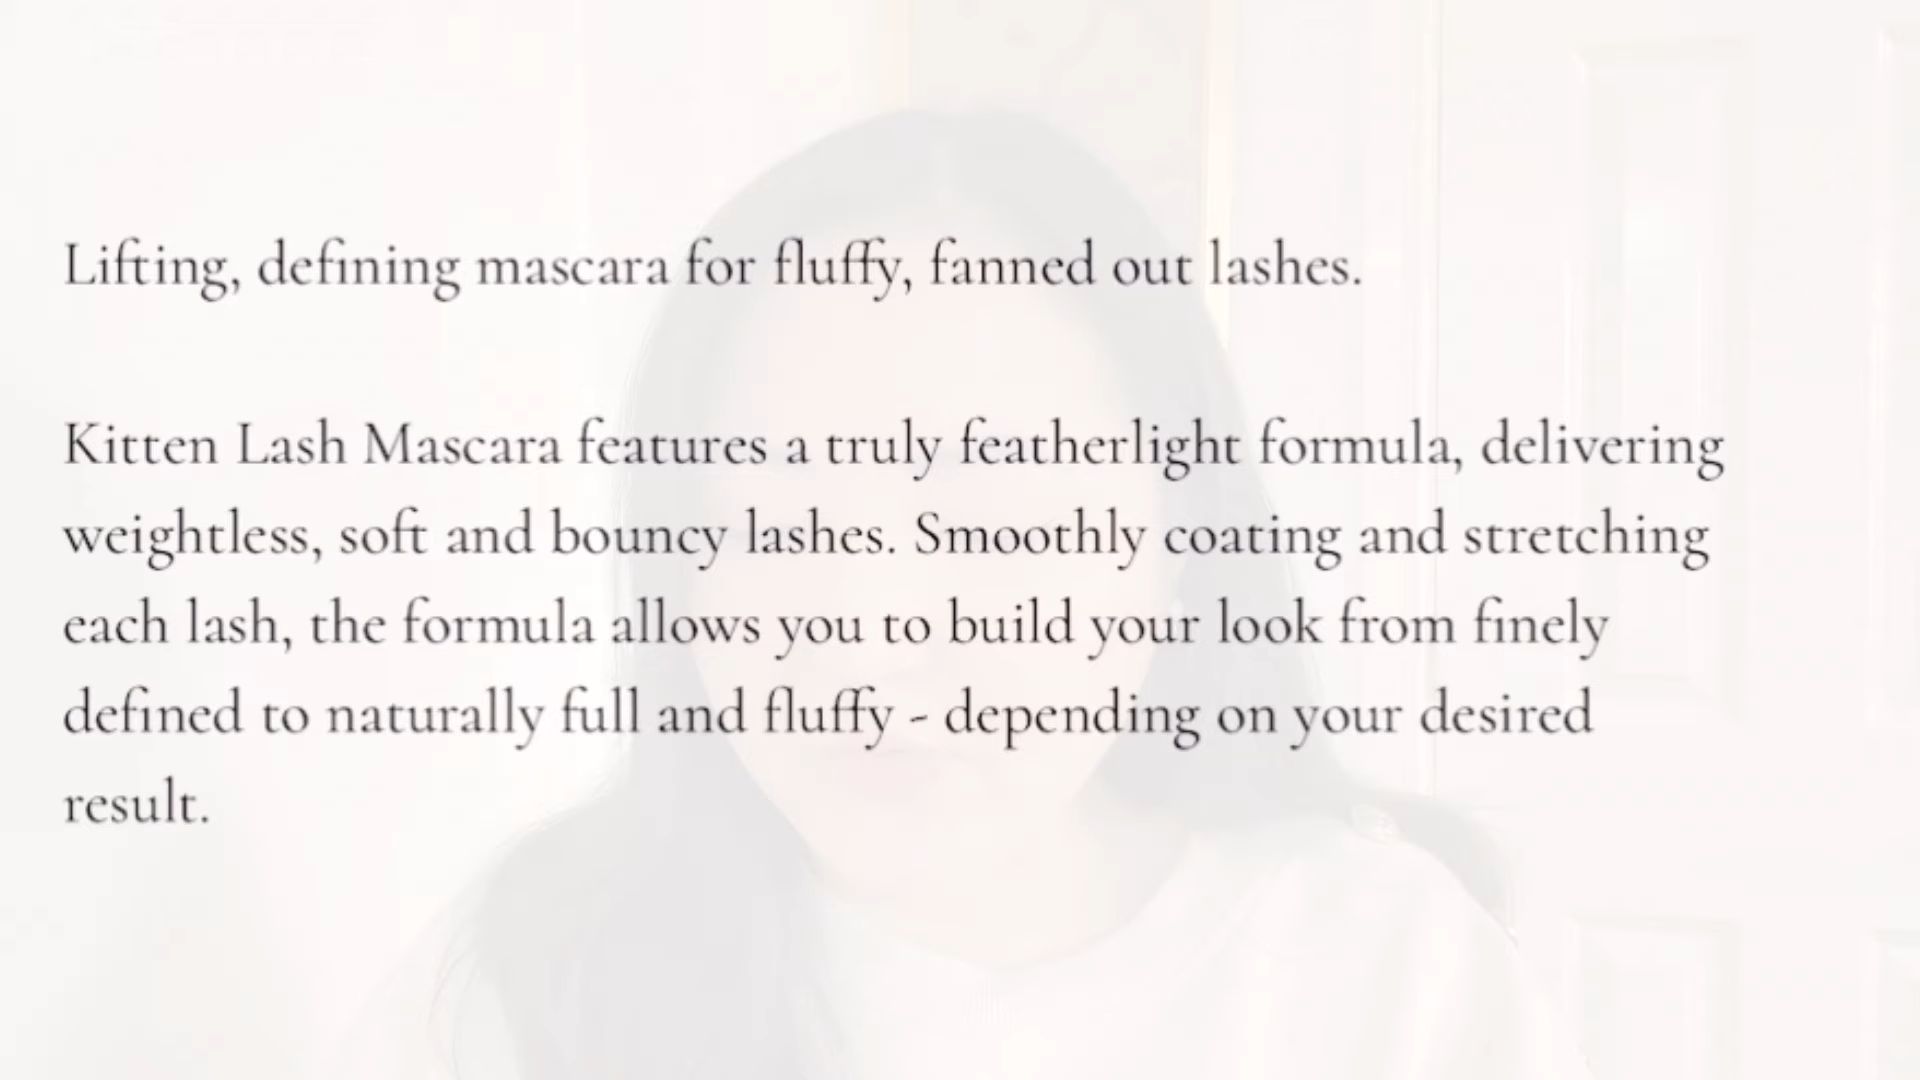 Lifting, defining mascara for fluffy, fanned out lashes.
Kitten Lash Mascara features a truly featherlight formula, delivering
weightless, soft and bouncy lashes. Smoothly coating and stretching
each lash, the formula allows you to build your look from finely
defined to naturally full and fluffy - depending on your desired
result.